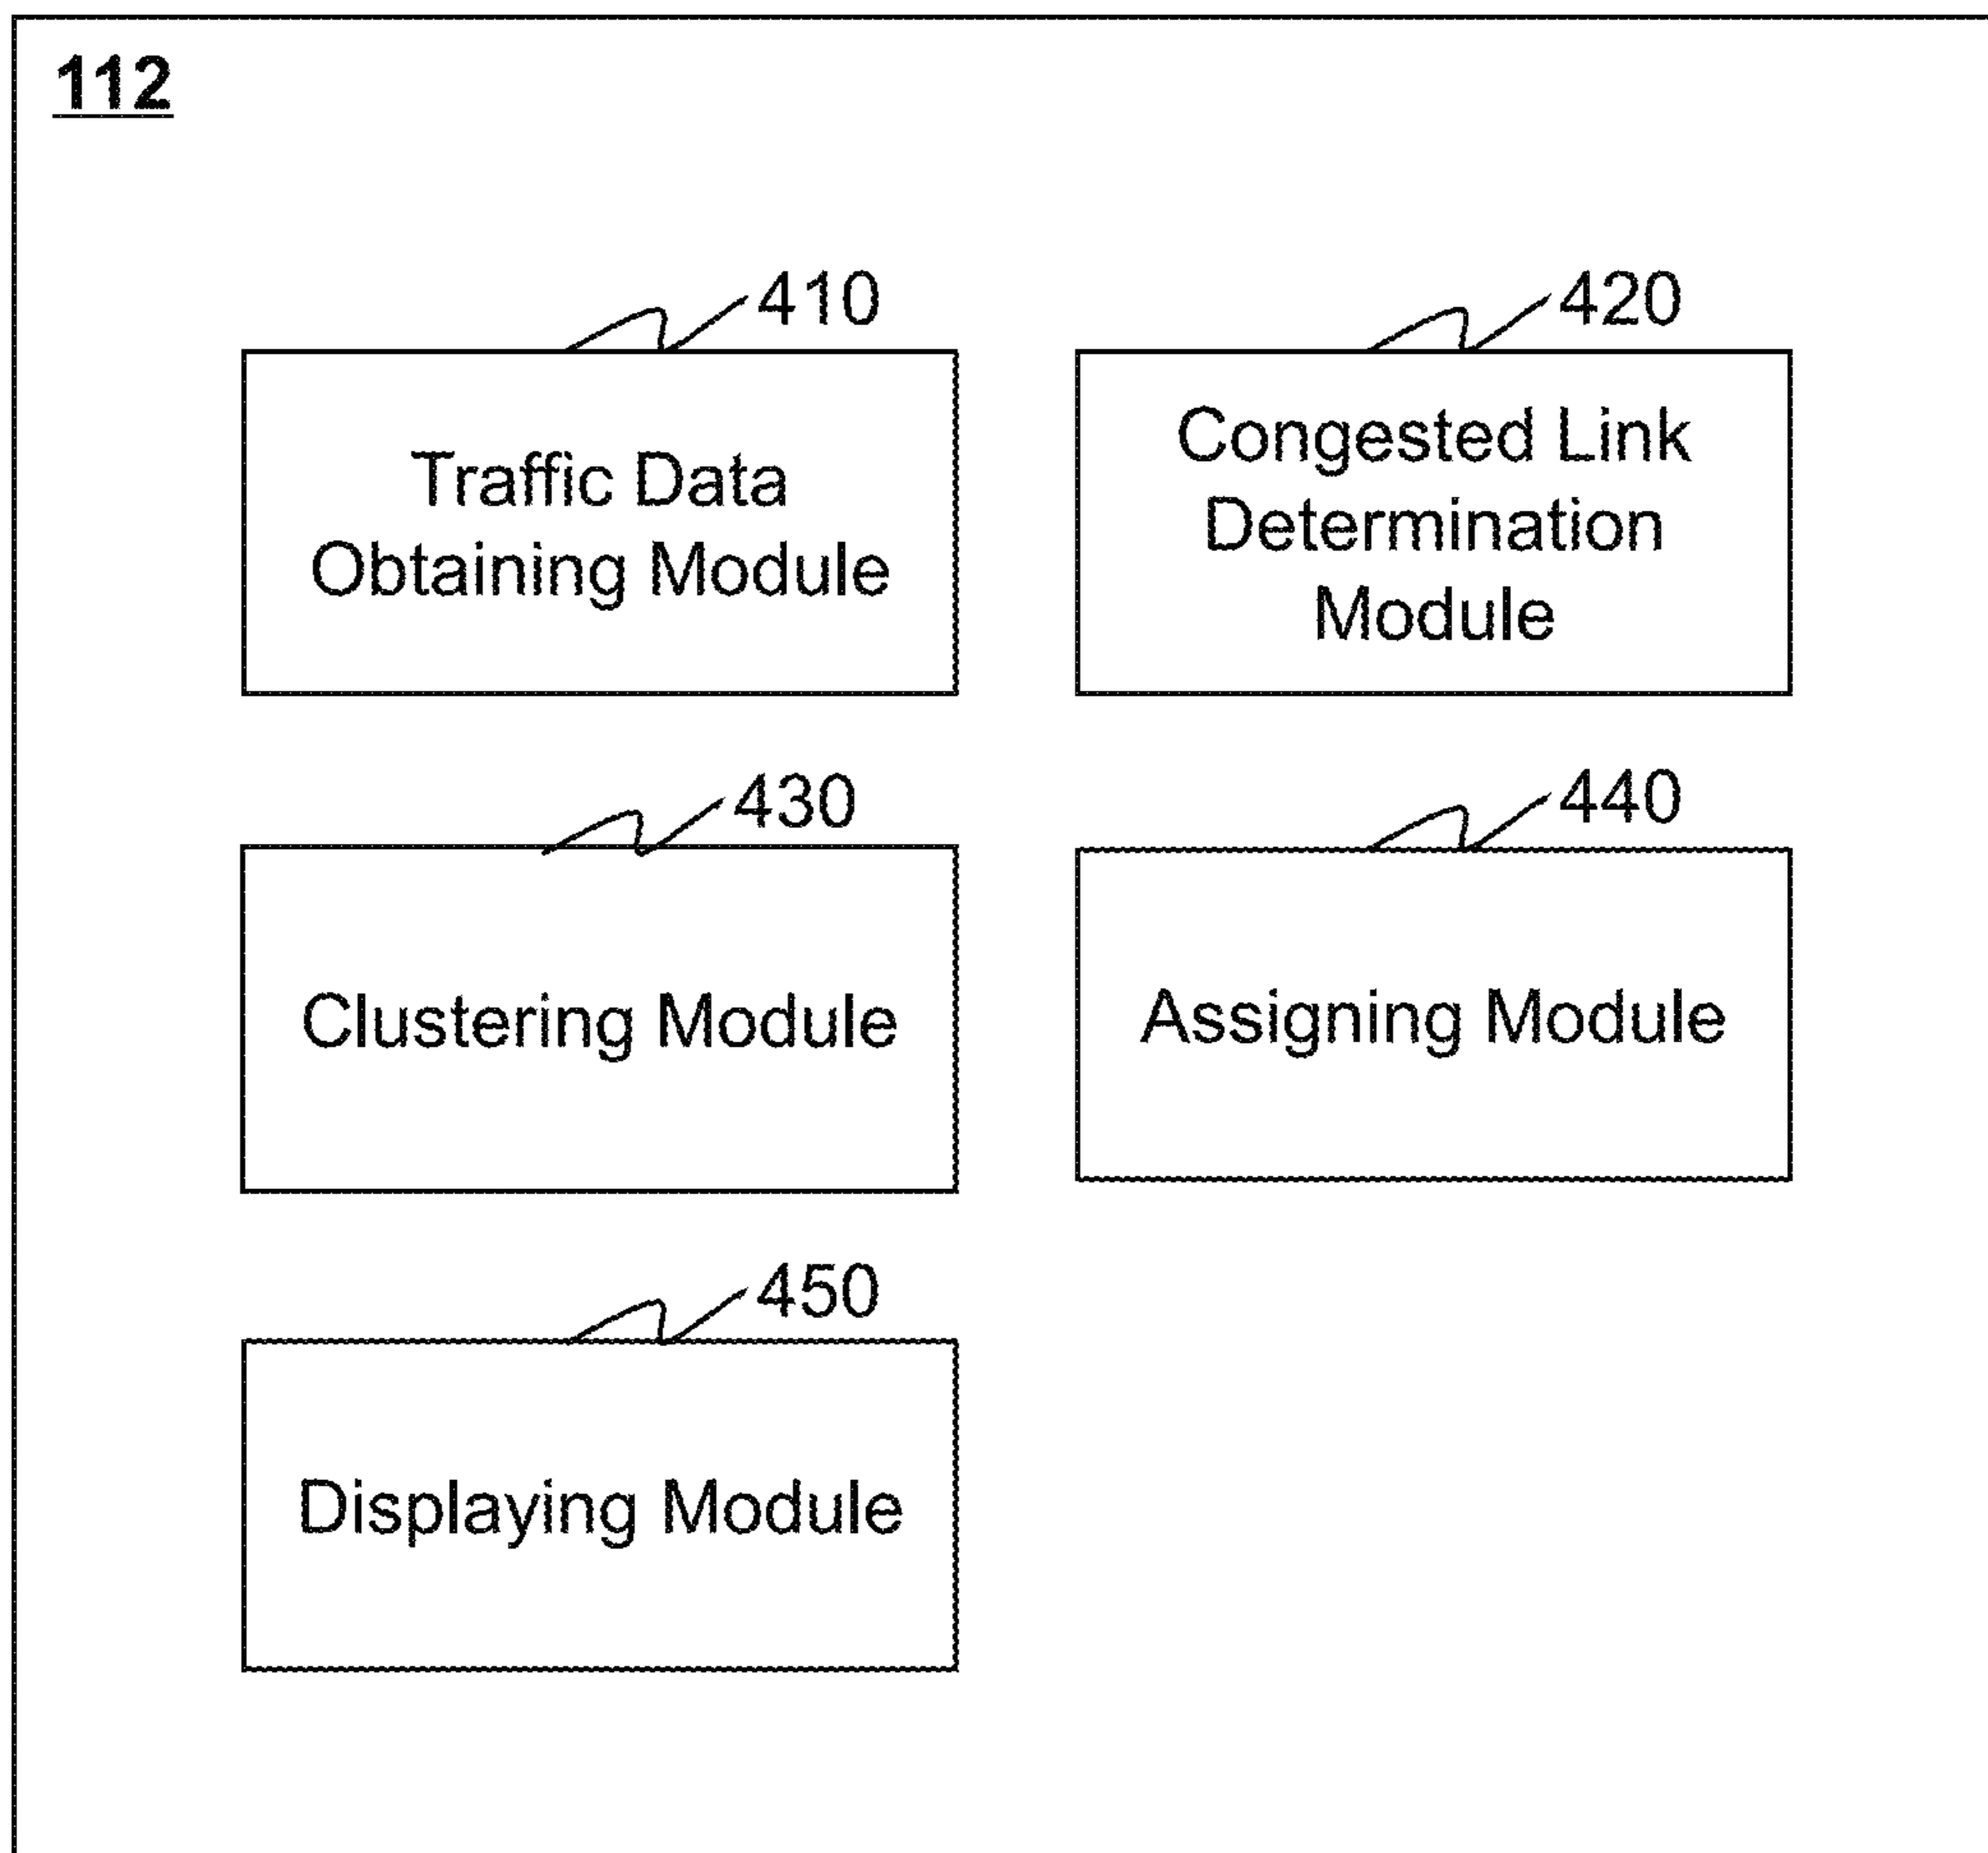 112
410
Traffic Data
Obtaining Module
420
Congested Link
Determination
Module
430
Clustering Module
440
Assigning Module
450
Displaying Module